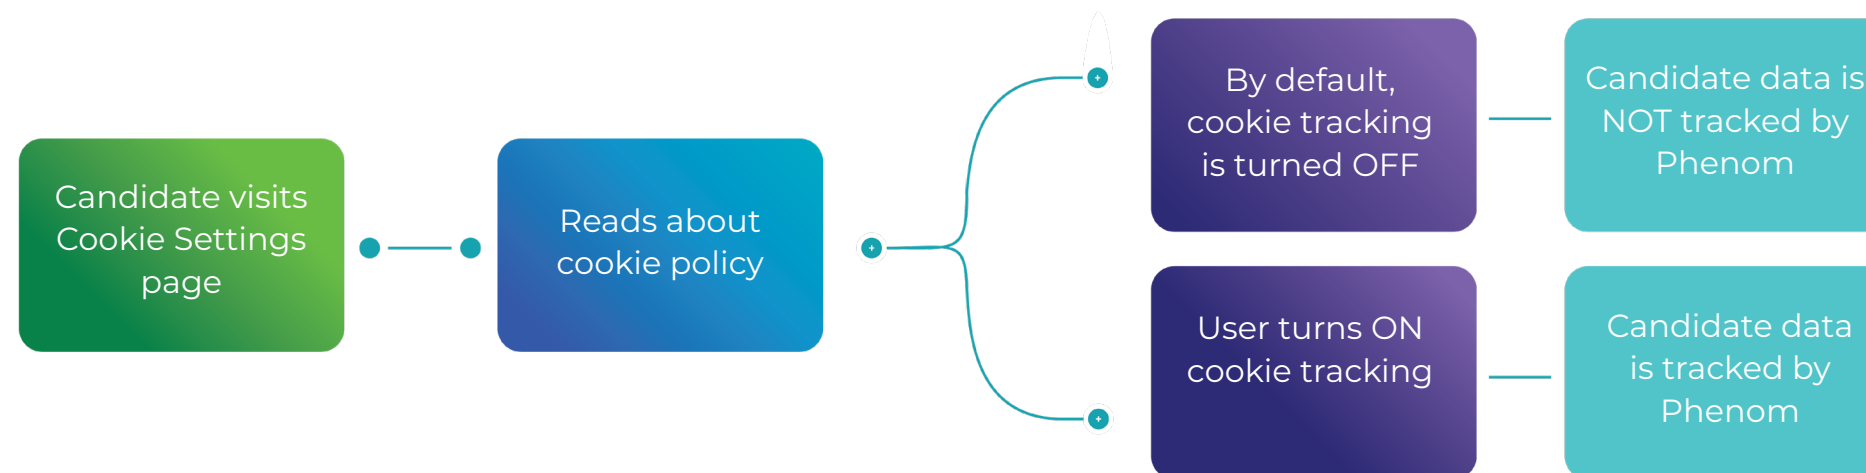 Candidate visits
Cookie Settings
page
Reads about
cookie policy
By default,
cookie tracking
is turned OFF
Candidate data is
NOT tracked by
Phenom
User turns ON
cookie tracking
Candidate data
is tracked by
Phenom